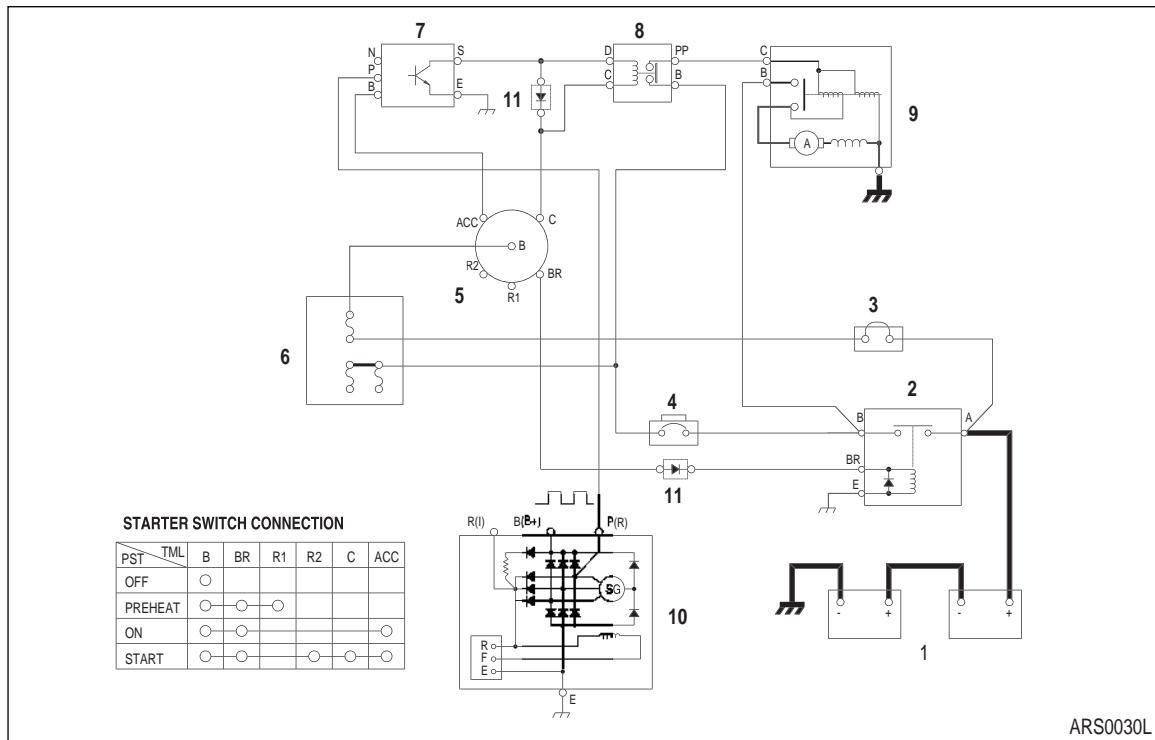 7
8
N
P
B
S
E
11
D
C
PP
B
C
B
A
9
ACC
C
B
R2
BR
R1
5
6
3
4
2
B
A
BR
E
11
R(I)
B(B+)
P(R)
SG
10
R
F
E
E
- + - +
1
STARTER SWITCH CONNECTION
PST TML B BR R1 R2 C ACC
OFF
PREHEAT
ON
START
ARS0030L